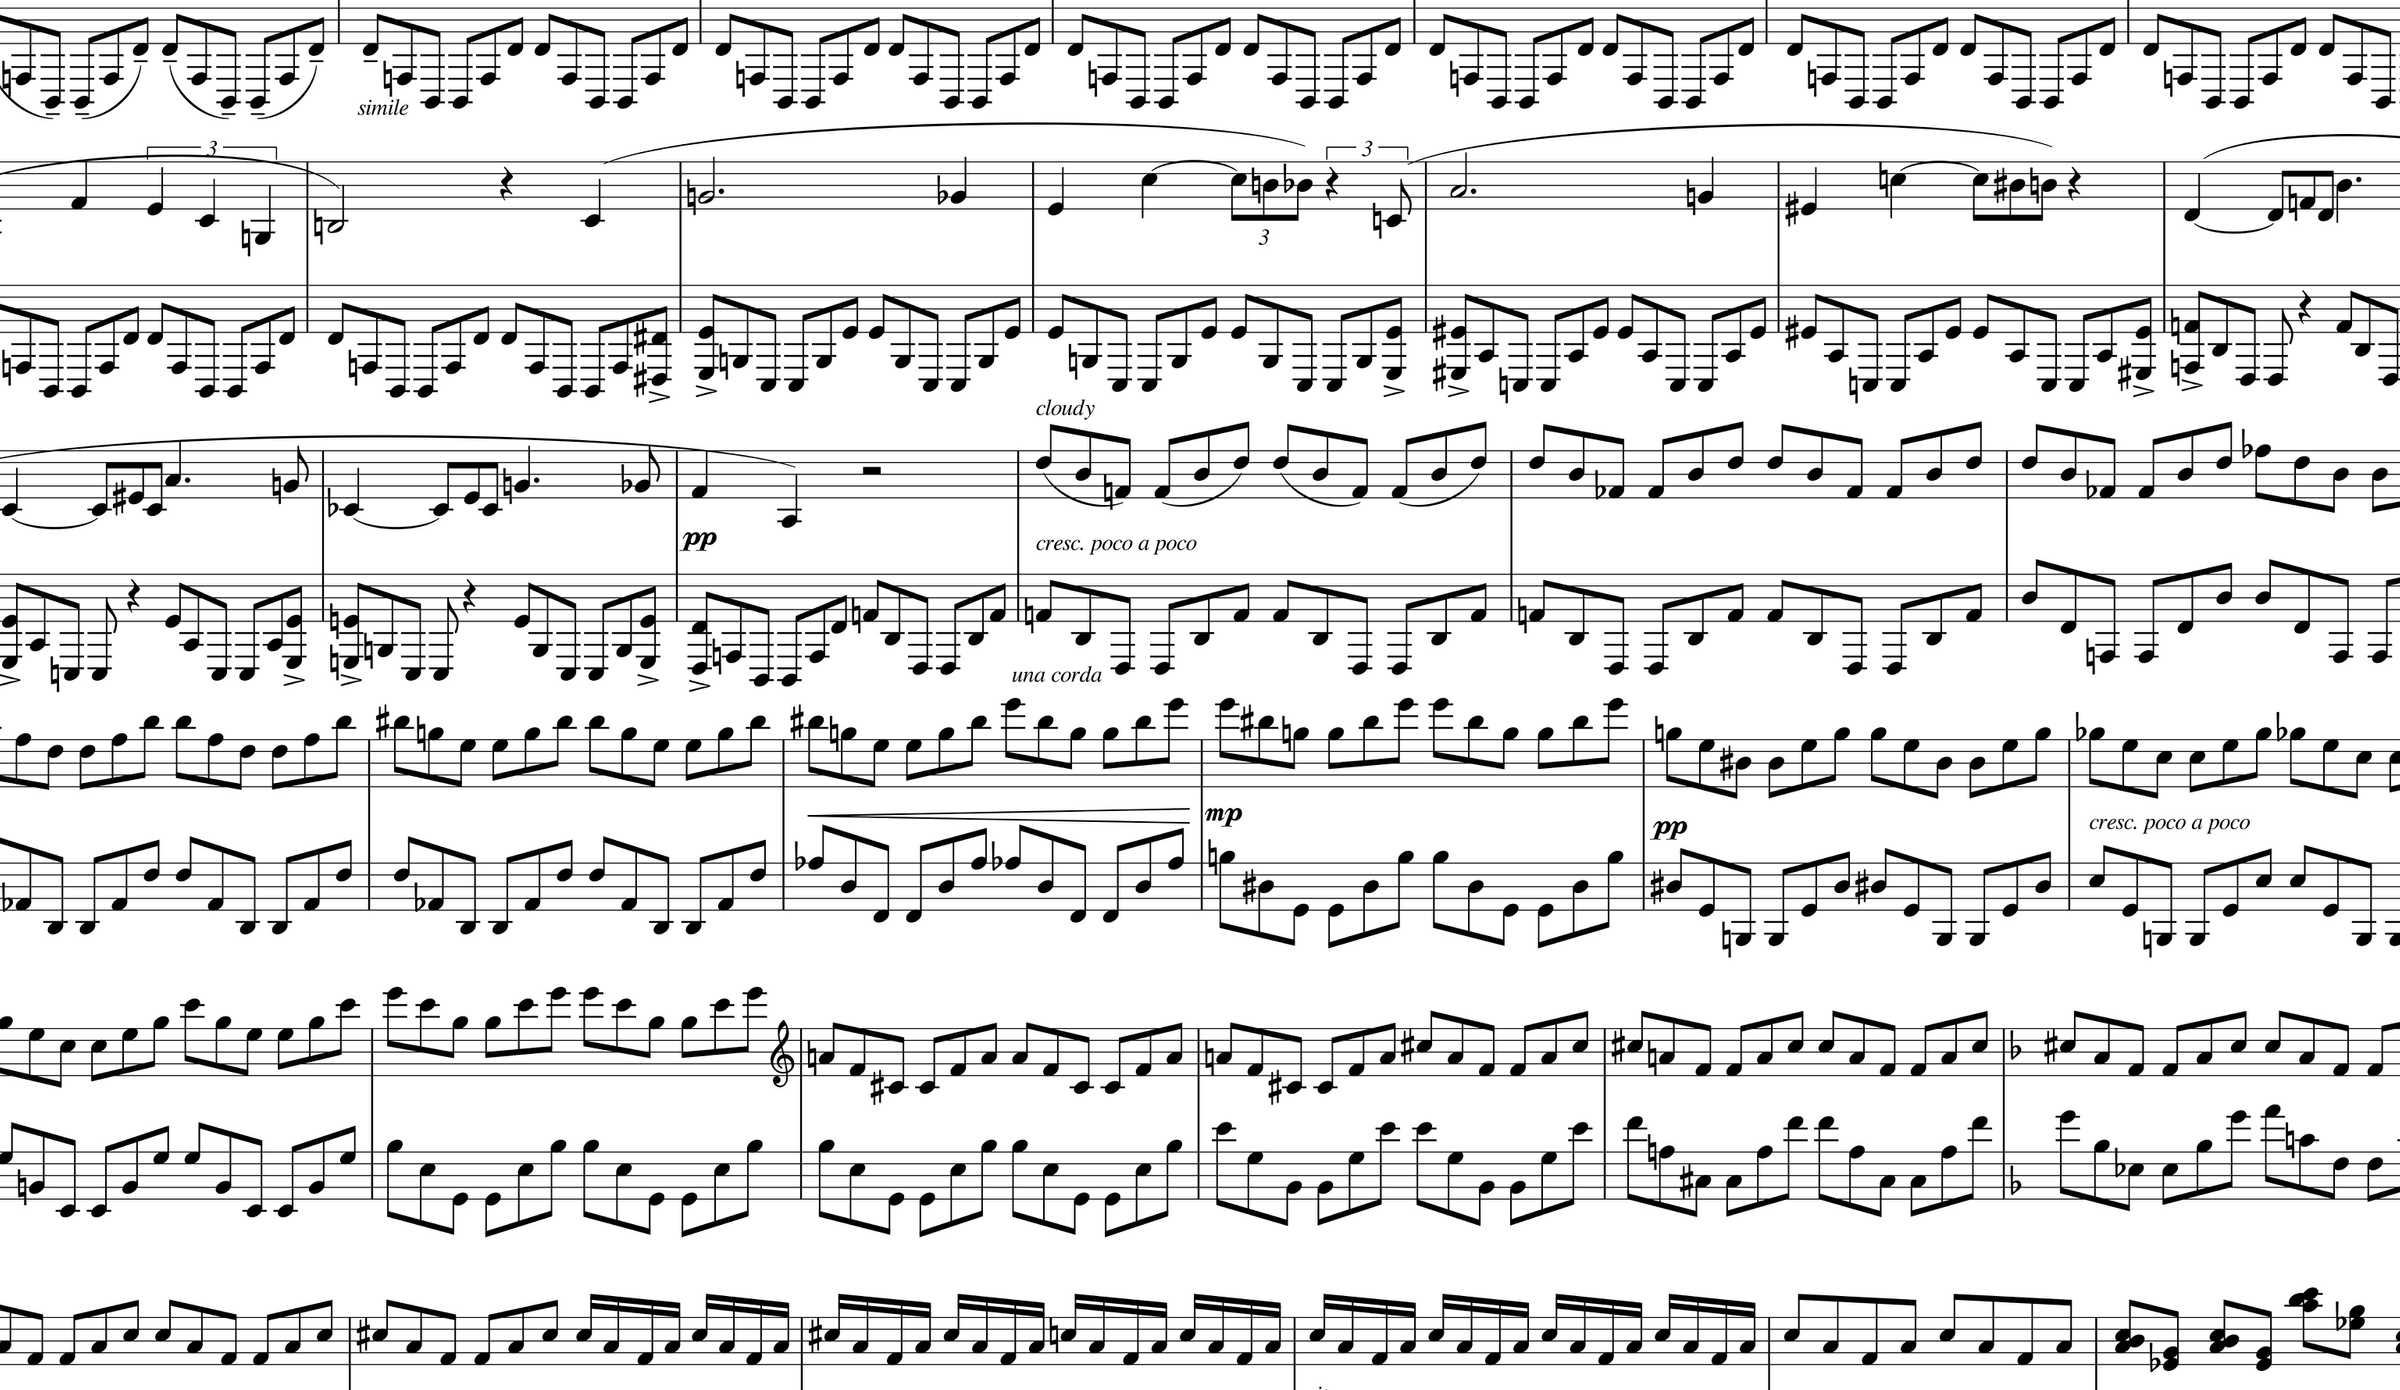 simile
3
3
3
cloudy
pp
cresc. poco a poco
una corda
mp
pp
cresc. poco a poco